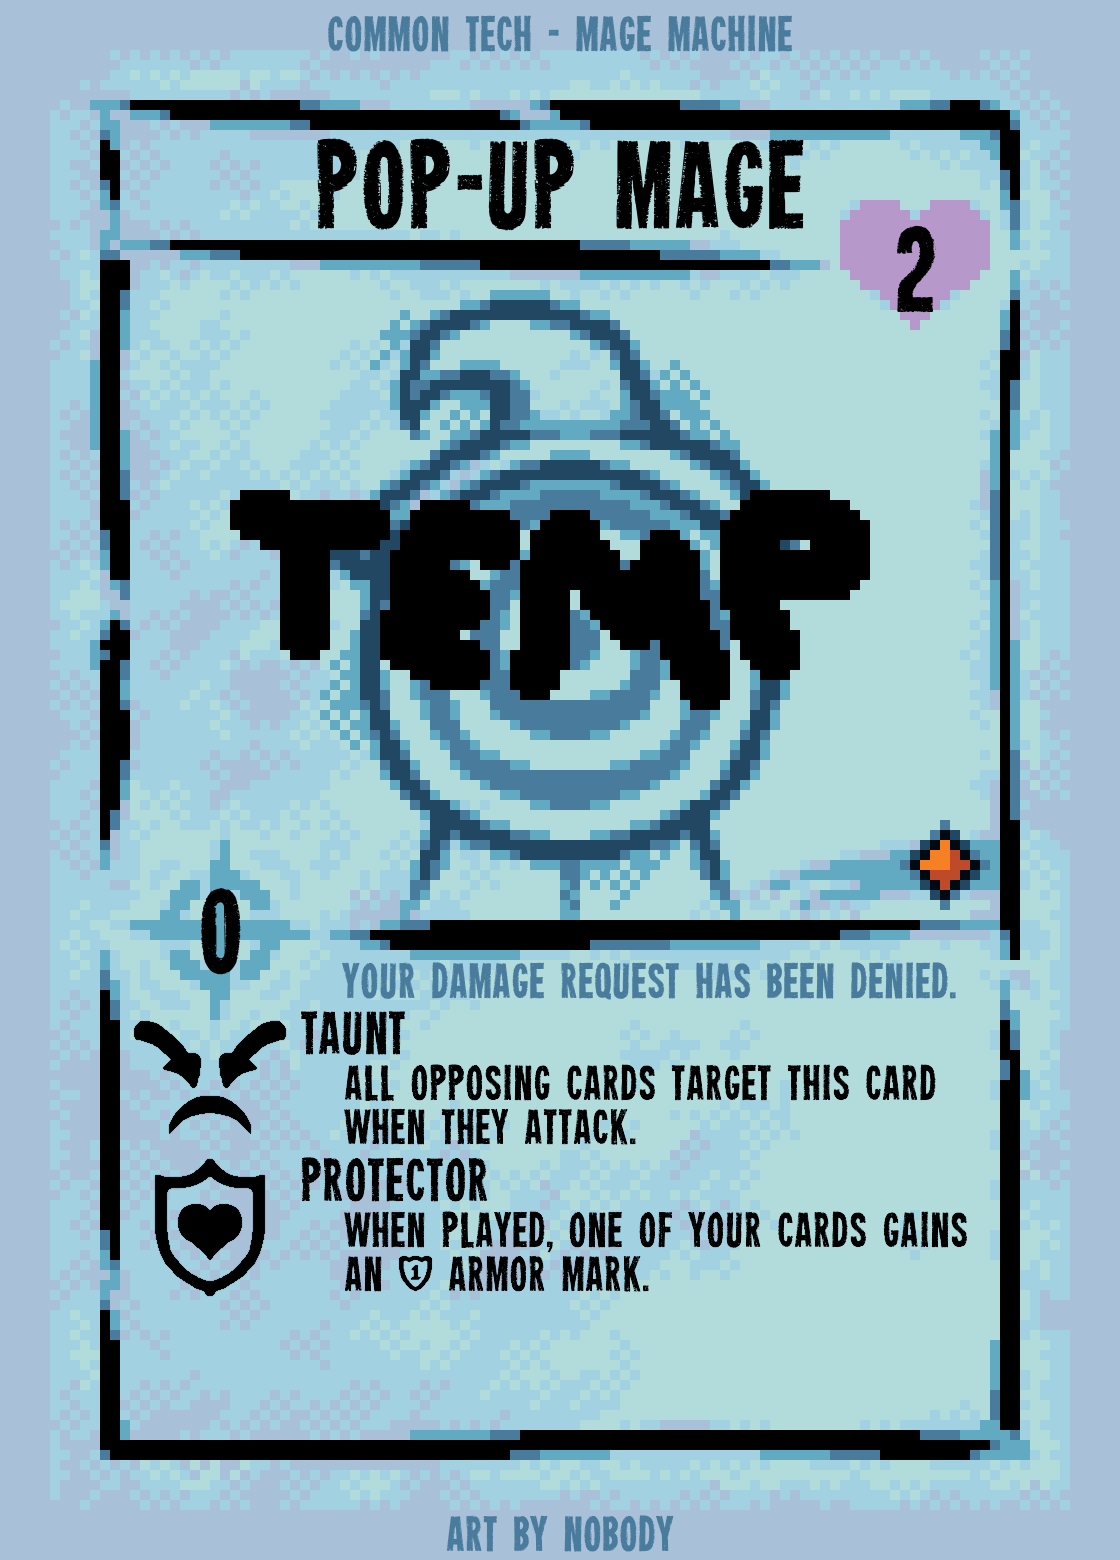 COMMON TECH - MAGE MACHINE
POP-UP MAGE
2
TEMP
0
YOUR DAMAGE REQUEST HAS BEEN DENIED.
TAUNT
ALL OPPOSING CARDS TARGET THIS CARD
WHEN THEY ATTACK.
PROTECTOR
WHEN PLAYED, ONE OF YOUR CARDS GAINS
AN 1 ARMOR MARK.
ART BY NOBODY